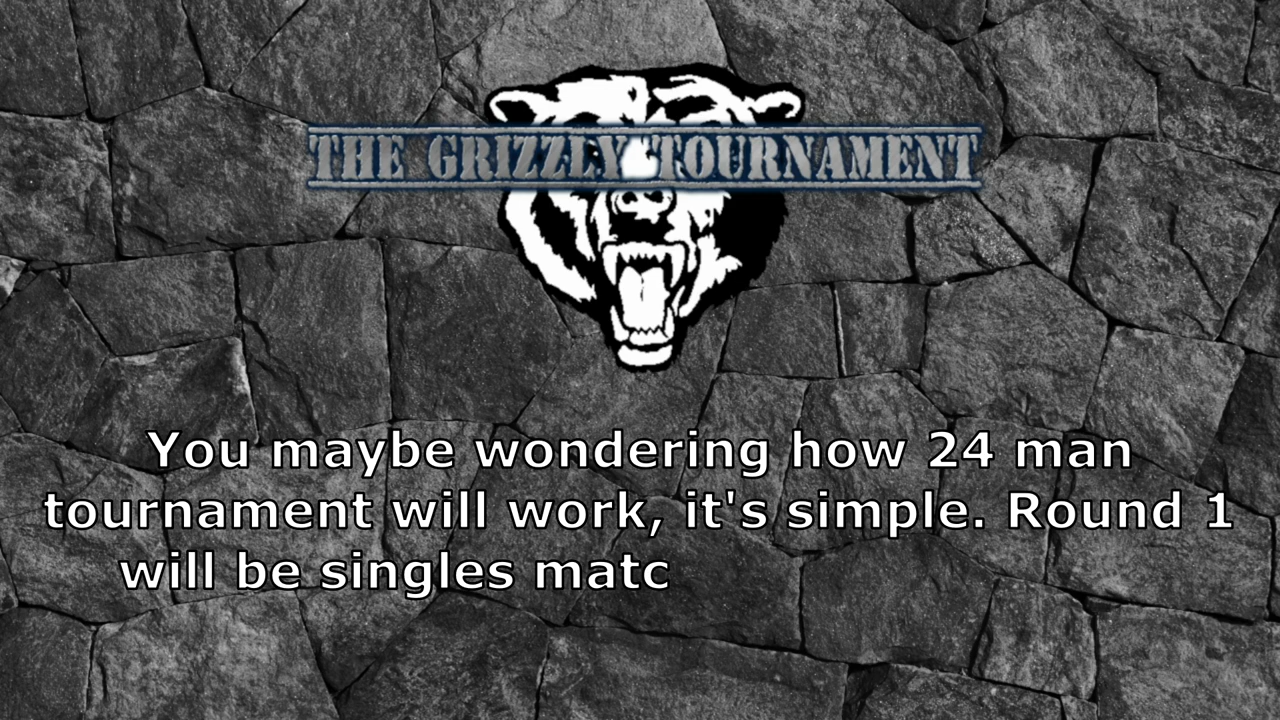 THE GRIZZLY TOURNAMENT
You maybe wondering how 24 man
tournament will work, it's simple. Round 1
will be singles matc